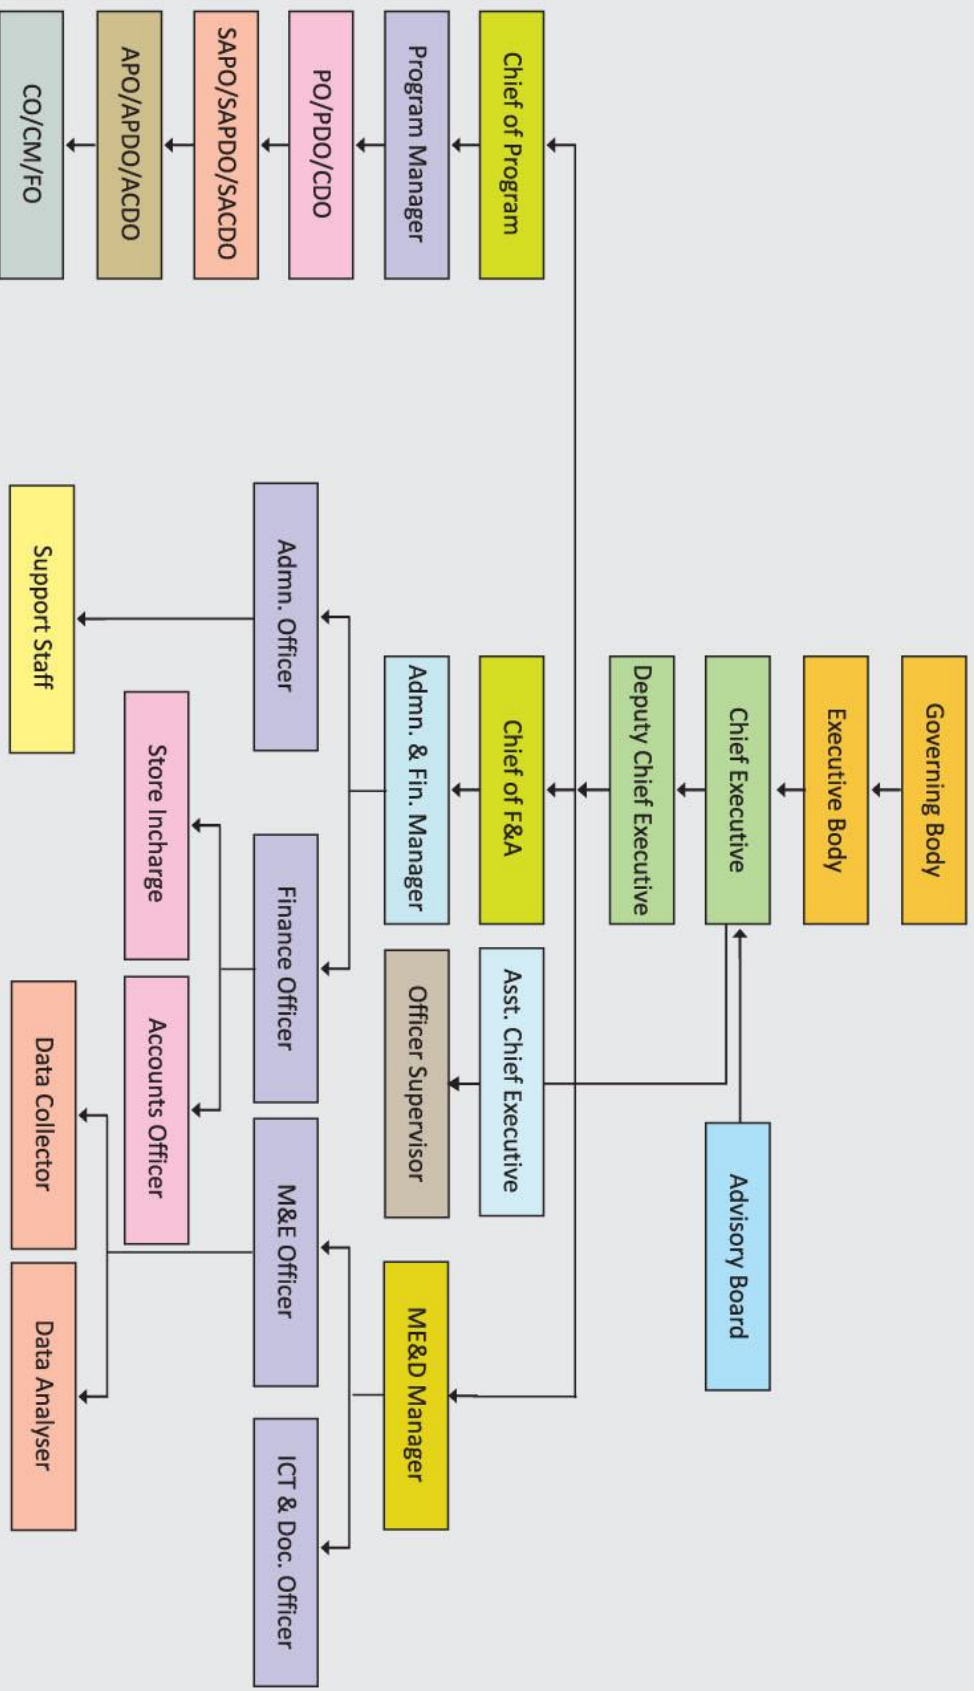 Governing Body
Executive Body
Chief Executive
Advisory Board
Deputy Chief Executive
Chief of Program
Chief of F&A
Asst. Chief Executive
Program Manager
Admn. & Fin. Manager
Officer Supervisor
ME&D Manager
PO/PDO/CDO
Admn. Officer
Finance Officer
M&E Officer
ICT & Doc. Officer
SAPO/SAPDO/SACDO
APO/APDO/ACDO
Store Incharge
Accounts Officer
CO/CM/FO
Support Staff
Data Collector
Data Analyser